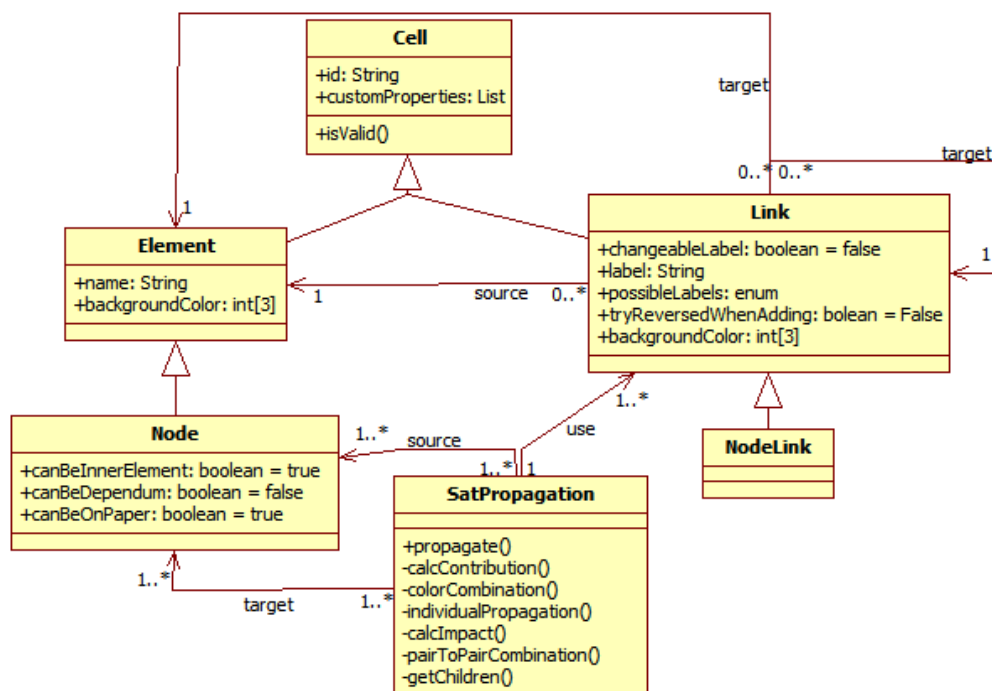 Cell
+id: String
+customProperties: List
+isValid()
target
target
0..* 0..*
1
Element
+name: String
+backgroundColor: int[3]
1
source
0..*
Link
+changeableLabel: boolean = false
+label: String
+possibleLabels: enum
+tryReversedWhenAdding: bolean = False
+backgroundColor: int[3]
1
1..*
use
Node
+canBeInnerElement: boolean = true
+canBeDependum: boolean = false
+canBeOnPaper: boolean = true
1..*
source
1..*
1
NodeLink
SatPropagation
+propagate()
-calcContribution()
-colorCombination()
-individualPropagation()
-calcImpact()
-pairToPairCombination()
-getChildren()
1..*
target
1..*